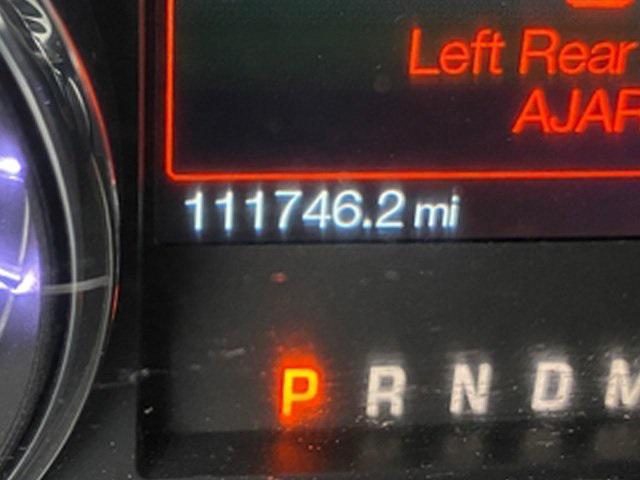 Left Rear
AJAR
111746.2 mi
P R N D M